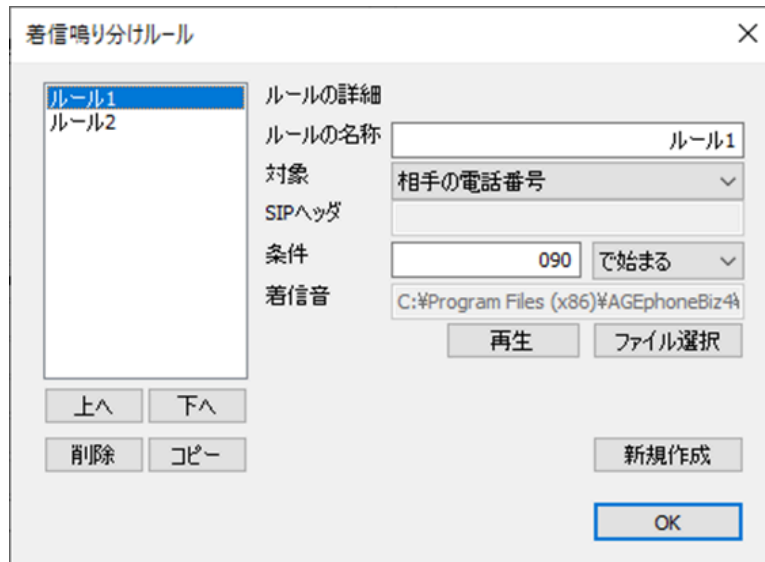 着信鳴り分けルール
ルール1
ルール2
ルールの詳細
ルールの名称 ルール1
対象 相手の電話番号
SIPヘッダ
条件 090 で始まる
着信音 C:¥Program Files (x86)¥AGEphoneBiz4¥
再生 ファイル選択
上へ 下へ
削除 コピー 新規作成
OK